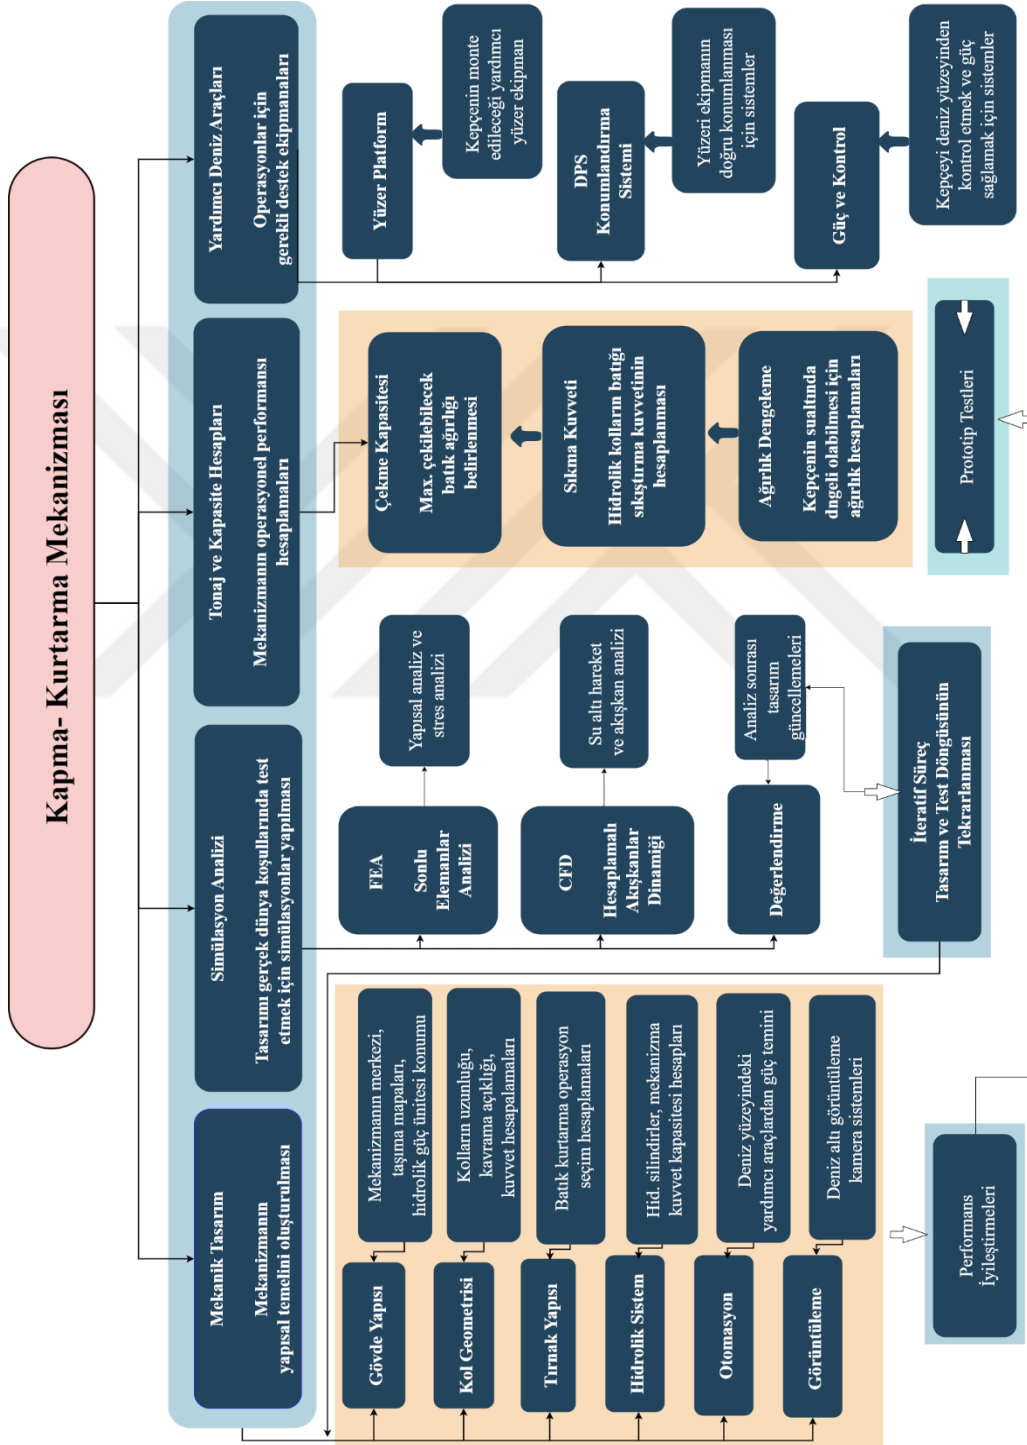 Kapma- Kurtarma Mekanizması
Mekanik Tasarım
Mekanizmanın
yapısal temelini oluşturulması
Simülasyon Analizi
Tasarımı gerçek dünya koşullarında test
etmek için simülasyonlar yapılması
Tonaj ve Kapasite Hesapları
Mekanizmanın operasyonel performansı
hesaplamaları
Yardımcı Deniz Araçları
Operasyonlar için
gerekli destek ekipmanları
Gövde Yapısı
Mekanizmanın merkezi,
taşıma mapaları,
hidrolik güç ünitesi konumu
Kol Geometrisi
Kolların uzunluğu,
kavrama açıklığı,
kuvvet hesapalamaları
Tırnak Yapısı
Batık kurtarma operasyon
seçim hesaplamaları
Hidrolik Sistem
Hid. silindirler, mekanizma
kuvvet kapasitesi hesapları
Otomasyon
Deniz yüzeyindeki
yardımcı araçlardan güç temini
Görüntüleme
Deniz altı görüntüleme
kamera sistemleri
FEA
Sonlu
Elemanlar
Analizi
Yapısal analiz ve
stres analizi
CFD
Hesaplamalı
Akışkanlar
Dinamiği
Su altı hareket
ve akışkan analizi
Değerlendirme
Analiz sonrası
tasarım
güncellemeleri
Çekme Kapasitesi
Max. çekilebilecek
batık ağırlığı
belirlenmesi
Sıkma Kuvveti
Hidrolik kolların batığı
sıkıştırma kuvvetinin
hesaplanması
Ağırlık Dengeleme
Kepçenin sualtında
dngeli olabilmesi için
ağırlık hesaplamaları
Yüzer Platform
Kepçenin monte
edileceği yardımcı
yüzer ekipman
DPS
Konumlandırma
Sistemi
Yüzeri ekipmanın
doğru konumlanması
için sistemler
Güç ve Kontrol
Kepçeyi deniz yüzeyinden
kontrol etmek ve güç
sağlamak için sistemler
Performans
İyileştirmeleri
İteratif Süreç
Tasarım ve Test Döngüsünün
Tekrarlanması
Prototip Testleri